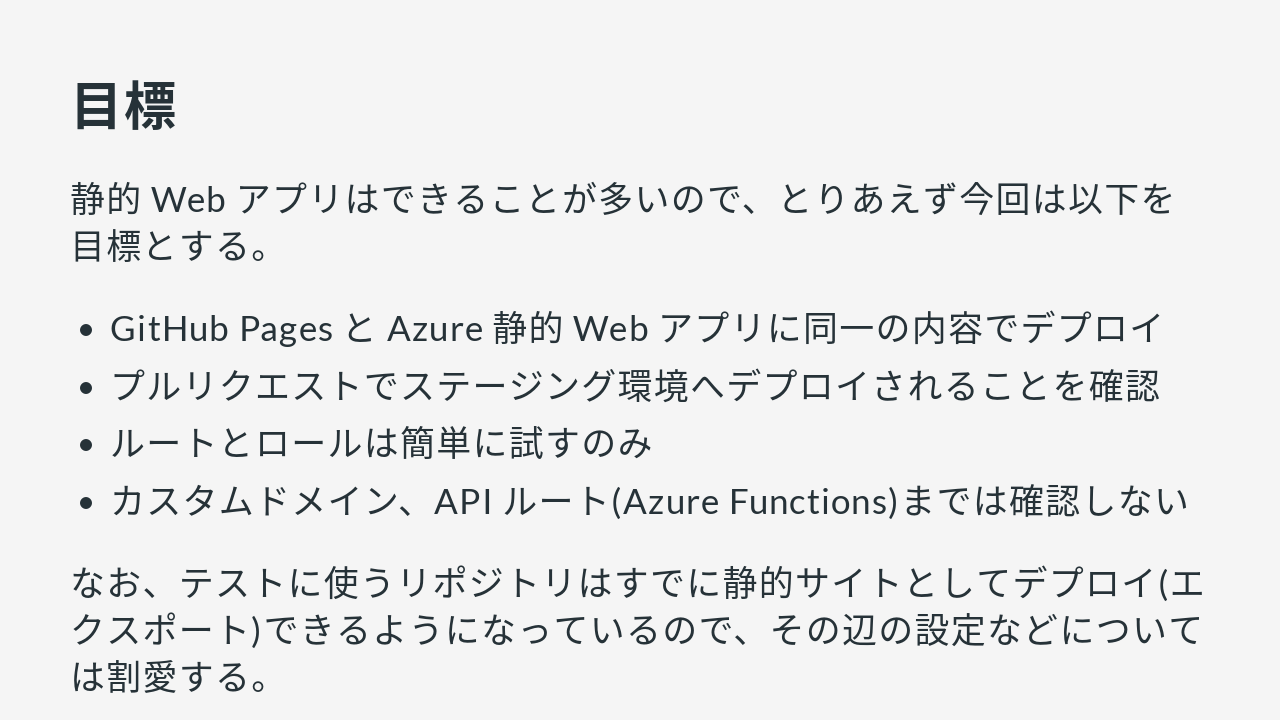 目標
静的 Web アプリはできることが多いので、とりあえず今回は以下を
目標とする。
• GitHub Pages と Azure 静的 Web アプリに同一の内容でデプロイ
• プルリクエストでステージング環境へデプロイされることを確認
• ルートとロールは簡単に試すのみ
• カスタムドメイン、API ルート(Azure Functions)までは確認しない
なお、テストに使うリポジトリはすでに静的サイトとしてデプロイ(エ
クスポート)できるようになっているので、その辺の設定などについて
は割愛する。